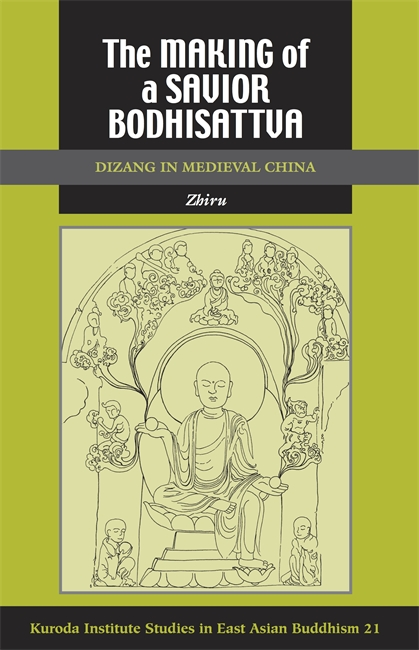 The MAKING of
a SAVIOR
BODHISATTVA
DIZANG IN MEDIEVAL CHINA
Zhiru
Kuroda Institute Studies in East Asian Buddhism 21